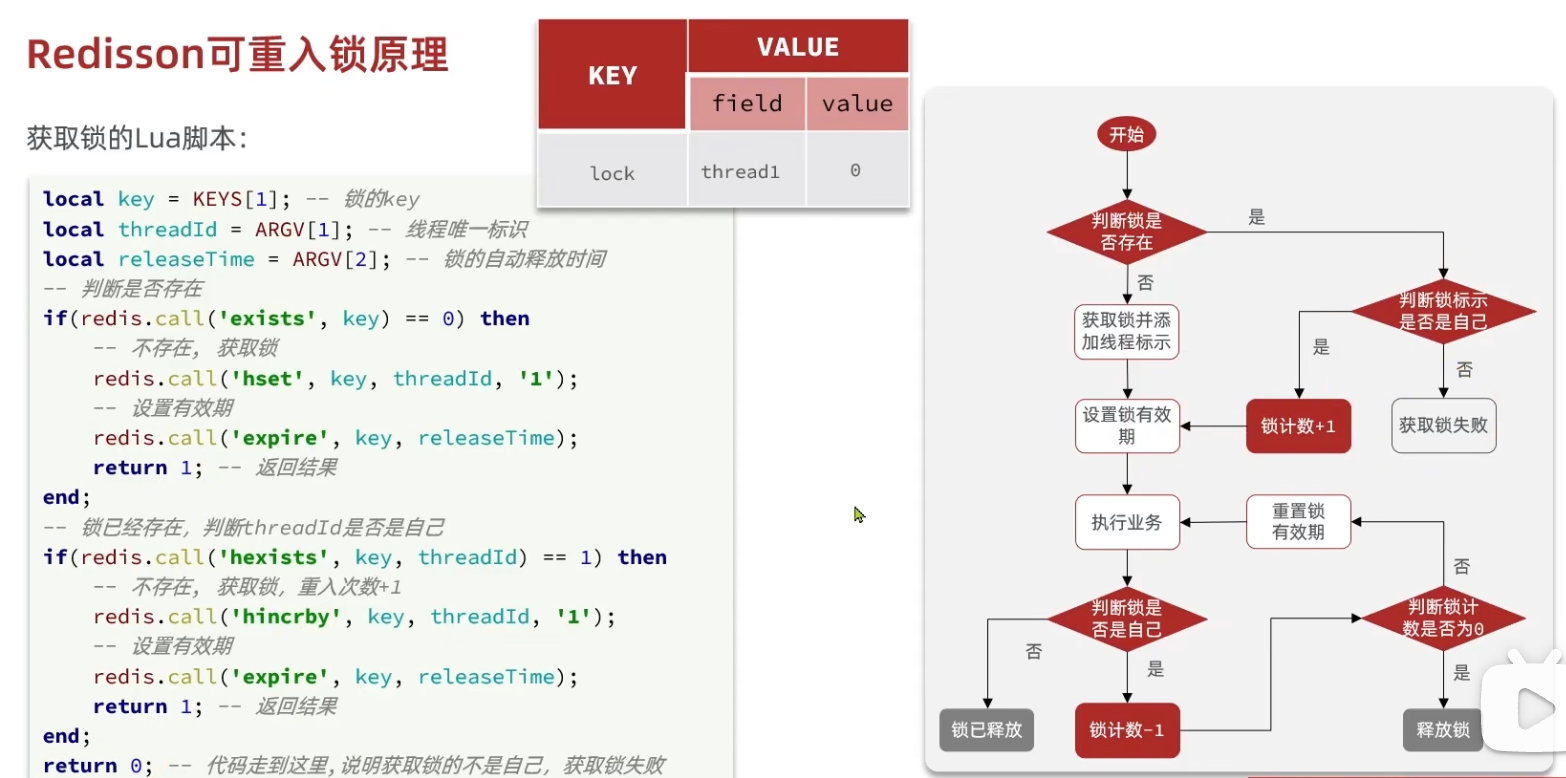 Redisson可重入锁原理
KEY
VALUE
field
value
lock
thread1
0
获取锁的Lua脚本：
local key = KEYS[1]; -- 锁的key
local threadId = ARGV[1]; -- 线程唯一标识
local releaseTime = ARGV[2]; -- 锁的自动释放时间
-- 判断是否存在
if(redis.call('exists', key) == 0) then
-- 不存在, 获取锁
redis.call('hset', key, threadId, '1');
-- 设置有效期
redis.call('expire', key, releaseTime);
return 1; -- 返回结果
end;
-- 锁已经存在，判断threadId是否是自己
if(redis.call('hexists', key, threadId) == 1) then
-- 不存在, 获取锁，重入次数+1
redis.call('hincrby', key, threadId, '1');
-- 设置有效期
redis.call('expire', key, releaseTime);
return 1; -- 返回结果
end;
return 0; -- 代码走到这里,说明获取锁的不是自己，获取锁失败
开始
判断锁是
否存在
是
否
获取锁并添
加线程标示
判断锁标示
是否是自己
是
否
设置锁有效
期
锁计数+1
获取锁失败
执行业务
重置锁
有效期
否
判断锁是
否是自己
判断锁计
数是否为0
否
是
是
锁已释放
锁计数-1
释放锁